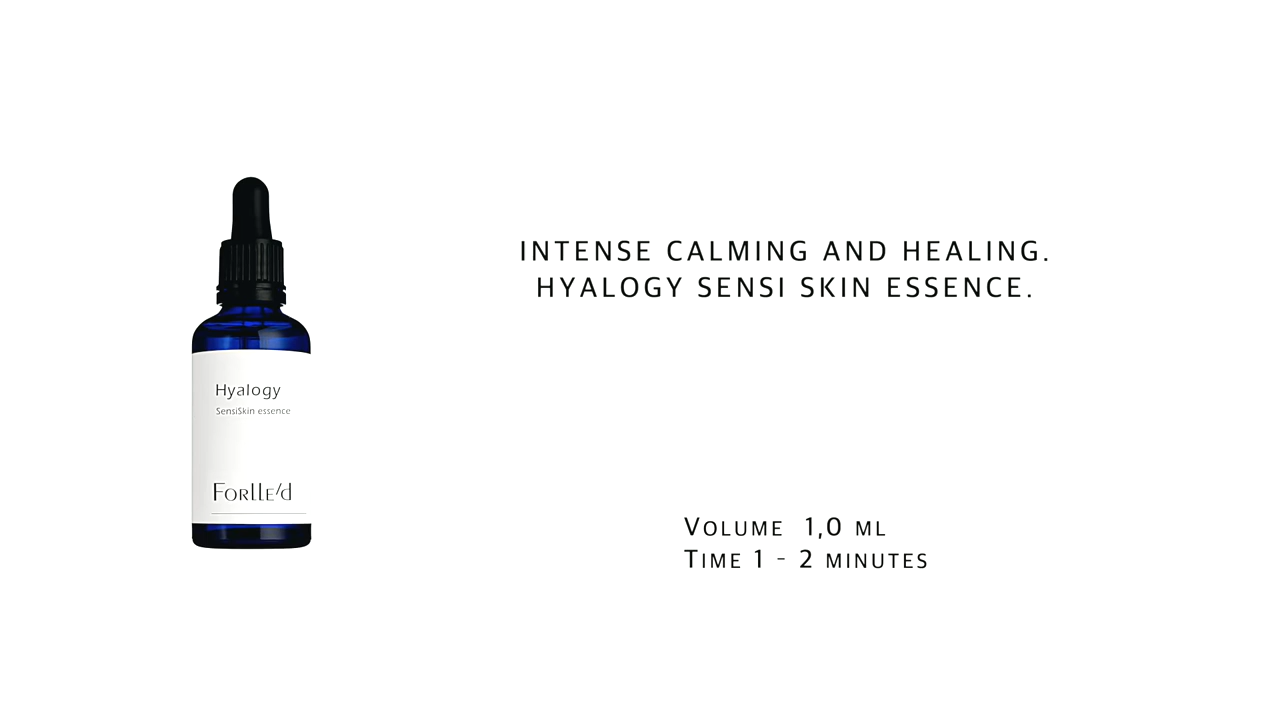 Hyalogy
SensiSkin essence
Forlle'd
INTENSE CALMING AND HEALING.
HYALOGY SENSI SKIN ESSENCE.
VOLUME 1,0 ML
TIME 1 - 2 MINUTES